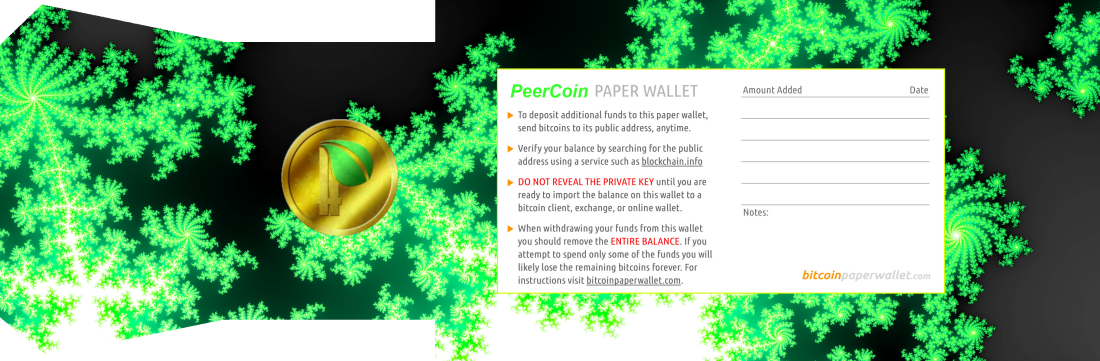 PeerCoin PAPER WALLET
To deposit additional funds to this paper wallet,
send bitcoins to its public address, anytime.
Verify your balance by searching for the public
address using a service such as blockchain.info
DO NOT REVEAL THE PRIVATE KEY until you are
ready to import the balance on this wallet to a
bitcoin client, exchange, or online wallet.
When withdrawing your funds from this wallet
you should remove the ENTIRE BALANCE. If you
attempt to spend only some of the funds you will
likely lose the remaining bitcoins forever. For
instructions visit bitcoinpaperwallet.com.
Amount Added Date
Notes:
bitcoinpaperwallet.com